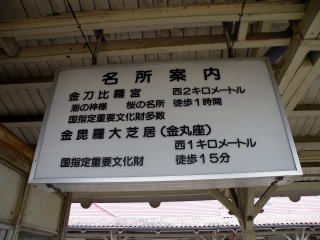 名所案内
金刀比羅宮　西2キロメートル
海の神様　桜の名所　徒歩1時間
国指定重要文化財多数
金毘羅大芝居(金丸座)
西1キロメートル
国指定重要文化財　徒歩15分